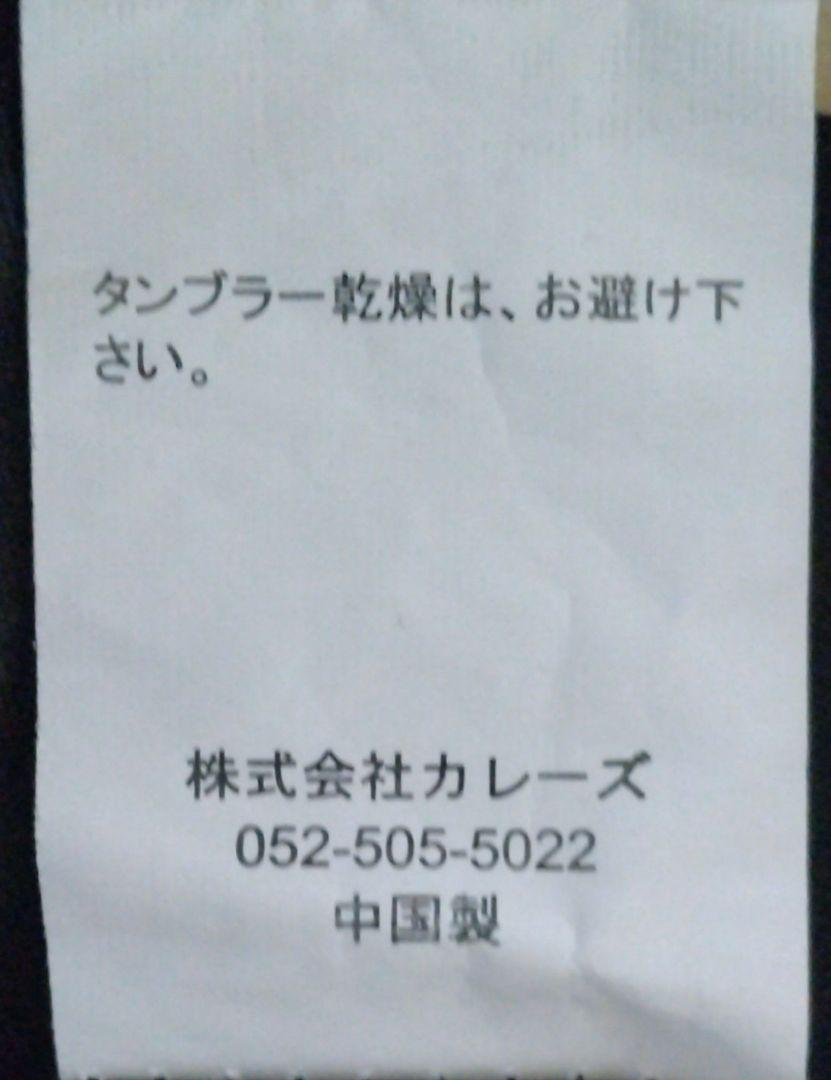 タンブラー乾燥は、お避け下
さい。
株式会社カレーズ
052-505-5022
中国製